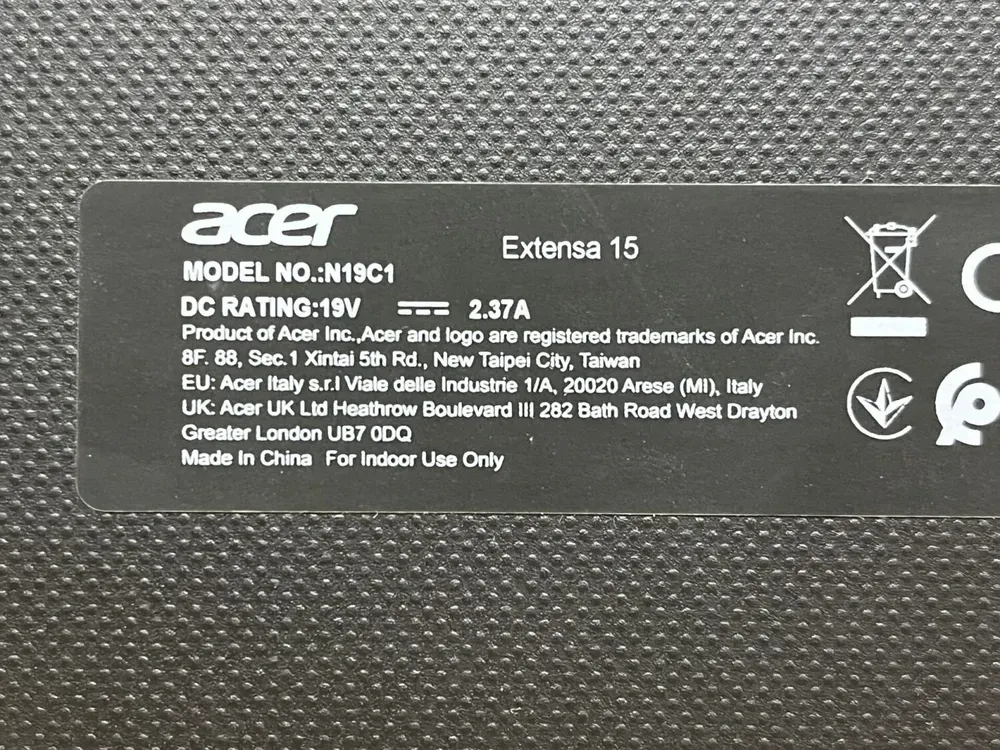 acer
Extensa 15
MODEL NO.:N19C1
DC RATING:19V ⎓ 2.37A
Product of Acer Inc.,Acer and logo are registered trademarks of Acer Inc.
8F. 88, Sec.1 Xintai 5th Rd., New Taipei City, Taiwan
EU: Acer Italy s.r.l Viale delle Industrie 1/A, 20020 Arese (MI), Italy
UK: Acer UK Ltd Heathrow Boulevard III 282 Bath Road West Drayton
Greater London UB7 0DQ
Made In China For Indoor Use Only